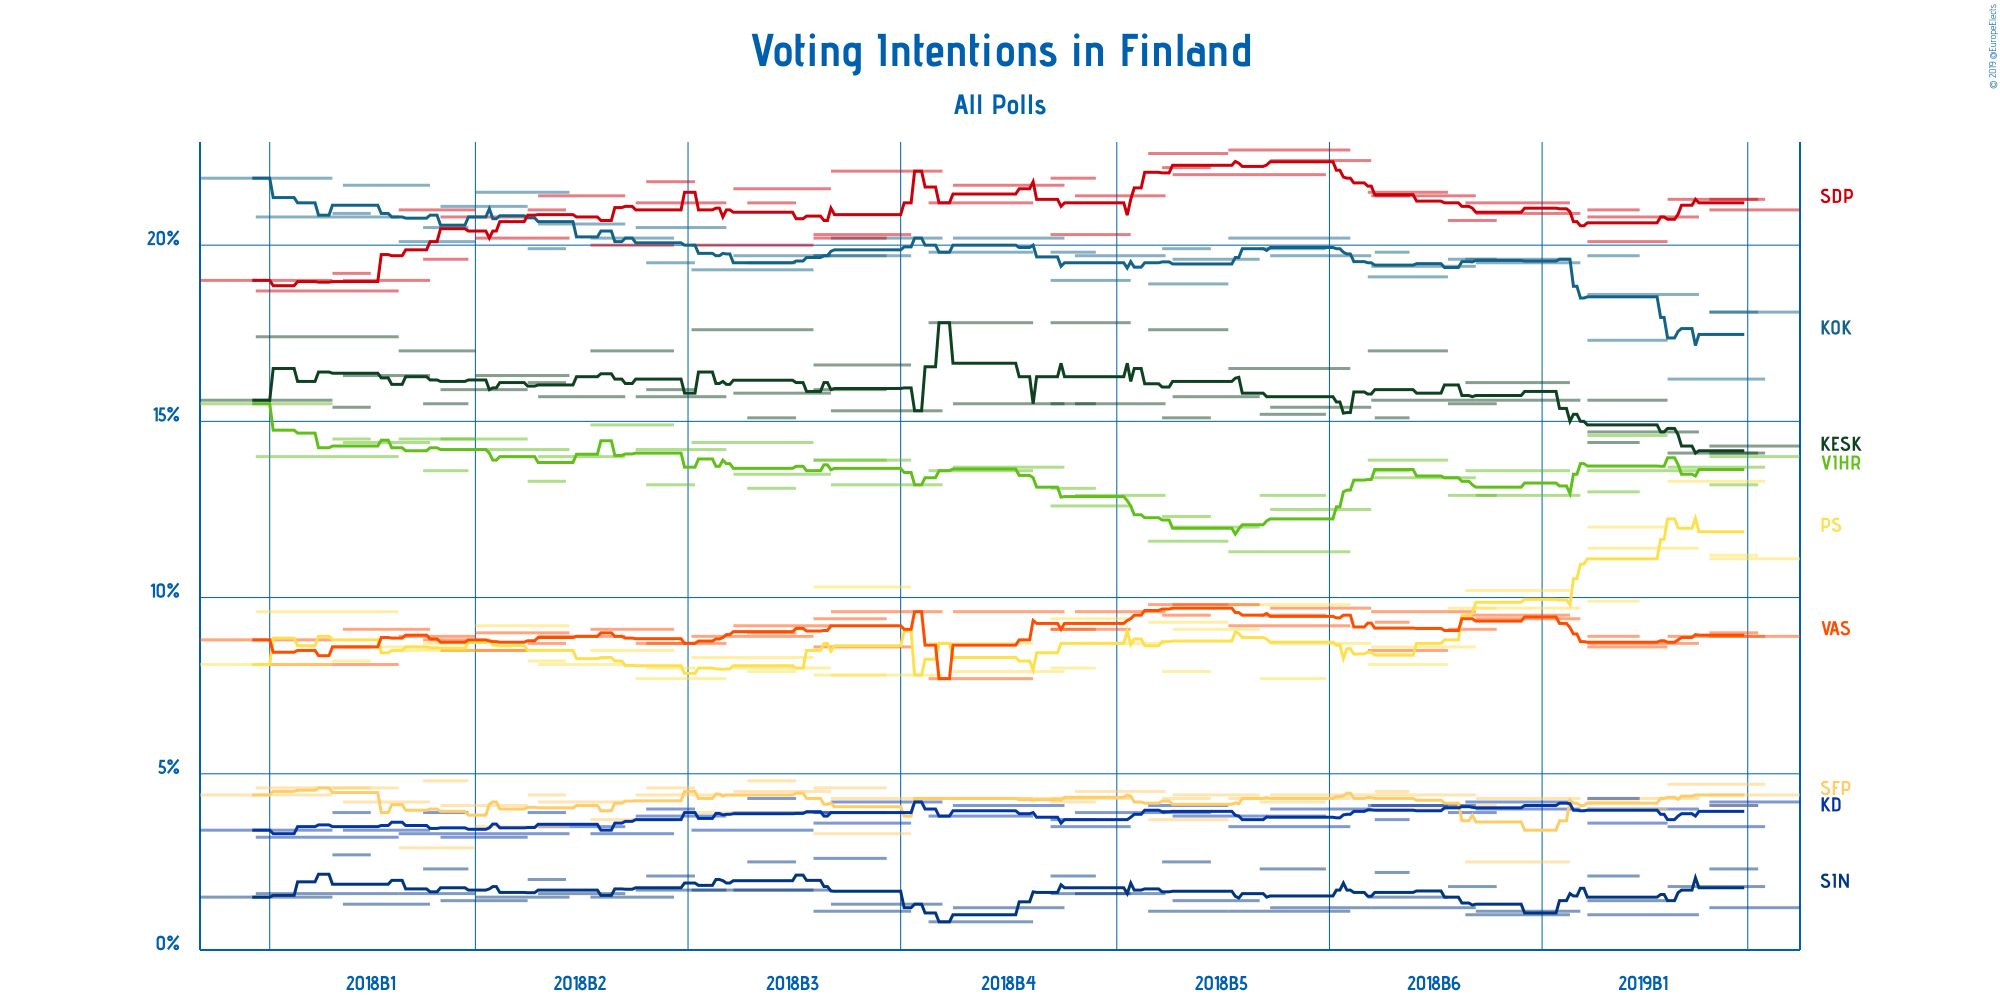 Voting Intentions in Finland
All Polls
© 2019 @EuropeElects
20%
15%
10%
5%
0%
SDP
KOK
KESK
VIHR
PS
VAS
SFP
KD
SIN
2018B1 2018B2 2018B3 2018B4 2018B5 2018B6 2019B1